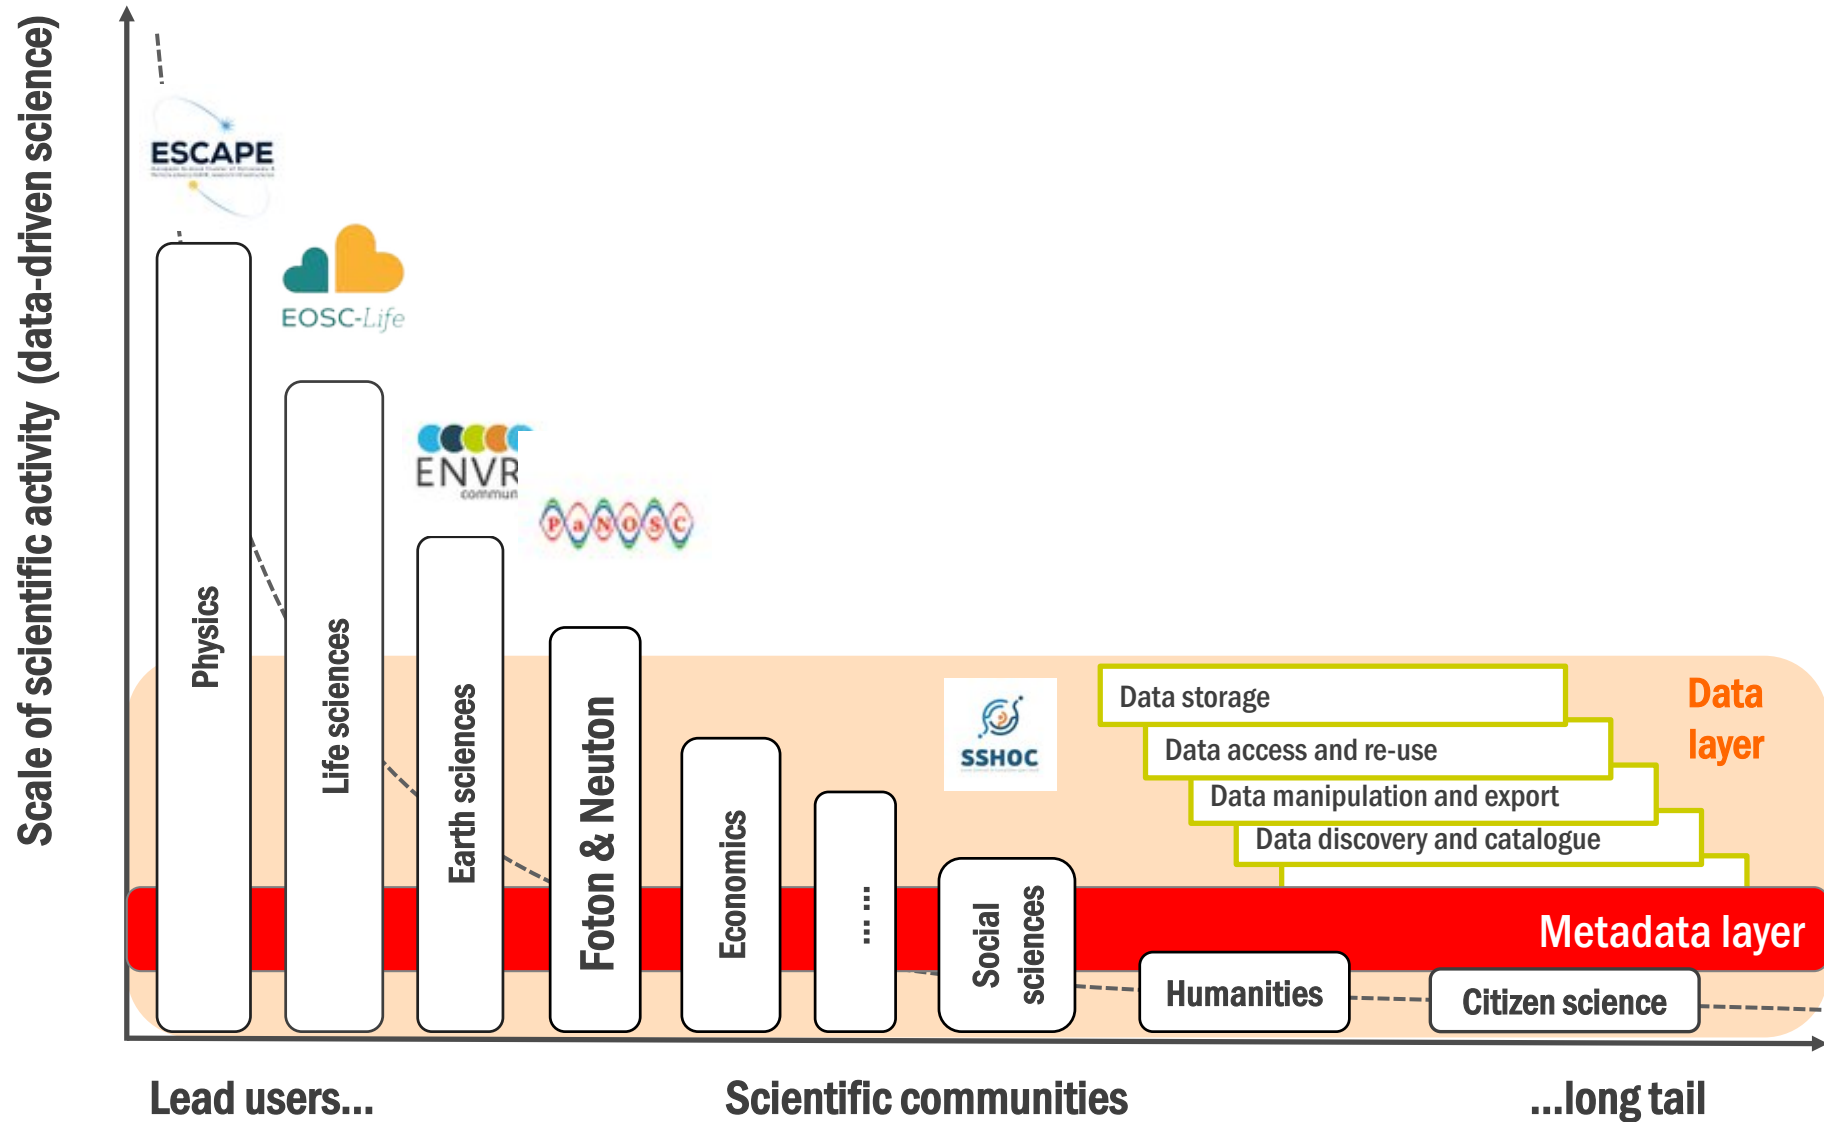 Scale of scientific activity (data-driven science)
ESCAPE
EOSC-Life
ENVR
commun
PaNOSC
Physics
Life sciences
Earth sciences
Foton & Neuton
Economics
... ...
SSHOC
Social
sciences
Humanities
Citizen science
Data storage
Data access and re-use
Data manipulation and export
Data discovery and catalogue
Data
layer
Metadata layer
Lead users...
Scientific communities
...long tail